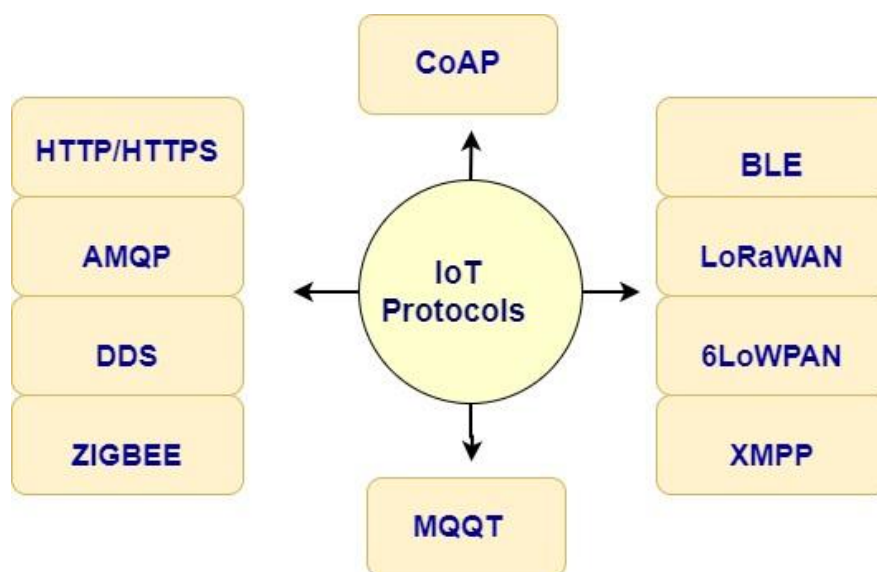 CoAP
HTTP/HTTPS
AMQP
DDS
ZIGBEE
IoT
Protocols
BLE
LoRaWAN
6LoWPAN
XMPP
MQQT